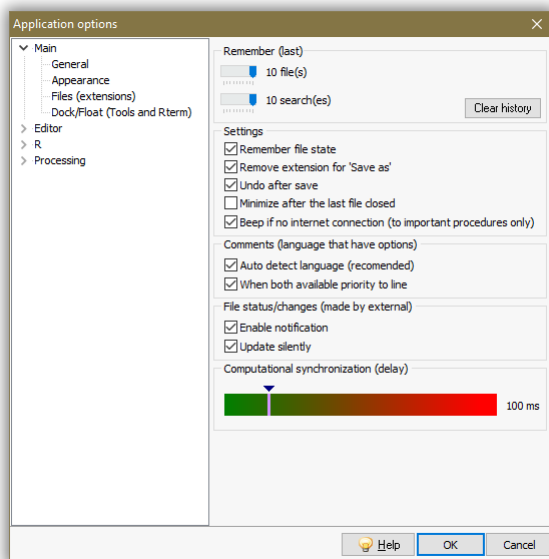 Application options
Main
General
Appearance
Files (extensions)
Dock/Float (Tools and Rterm)
Editor
R
Processing
Remember (last)
10 file(s)
10 search(es)
Clear history
Settings
Remember file state
Remove extension for 'Save as'
Undo after save
Minimize after the last file closed
Beep if no internet connection (to important procedures only)
Comments (language that have options)
Auto detect language (recomended)
When both available priority to line
File status/changes (made by external)
Enable notification
Update silently
Computational synchronization (delay)
100 ms
Help
OK
Cancel